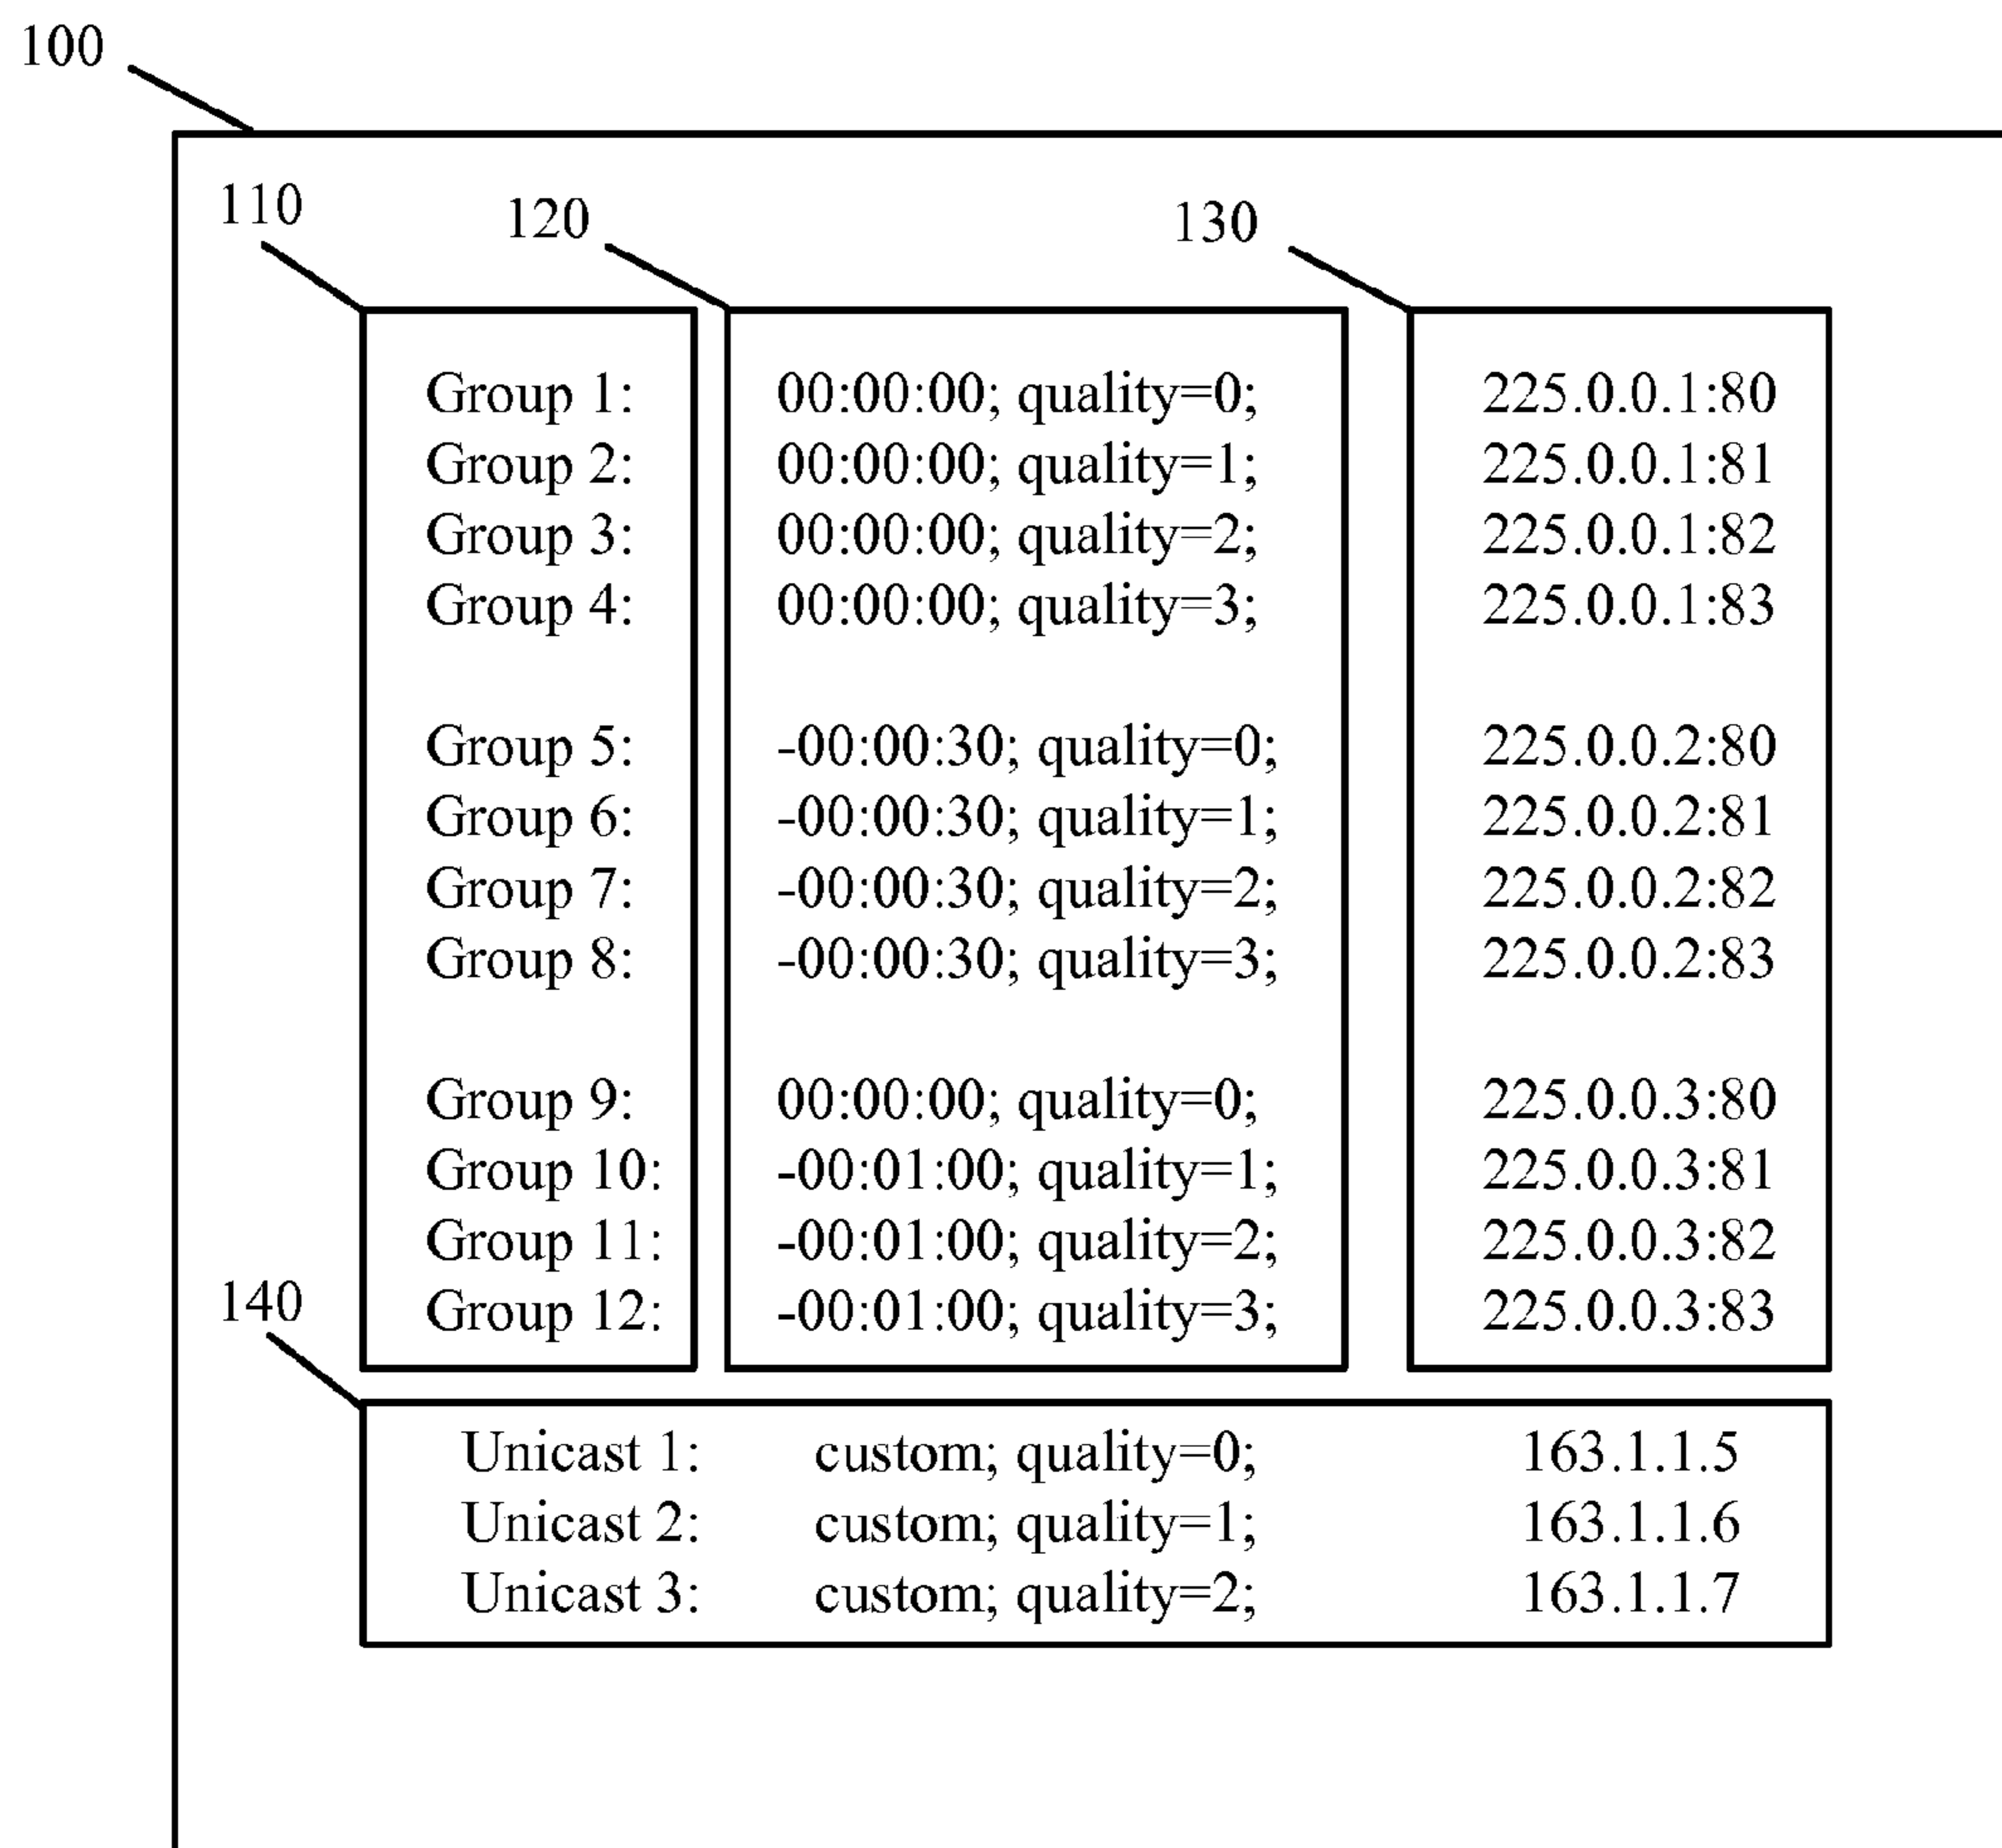 100
110 120 130
Group 1: 00:00:00; quality=0; 225.0.0.1:80
Group 2: 00:00:00; quality=1; 225.0.0.1:81
Group 3: 00:00:00; quality=2; 225.0.0.1:82
Group 4: 00:00:00; quality=3; 225.0.0.1:83
Group 5: -00:00:30; quality=0; 225.0.0.2:80
Group 6: -00:00:30; quality=1; 225.0.0.2:81
Group 7: -00:00:30; quality=2; 225.0.0.2:82
Group 8: -00:00:30; quality=3; 225.0.0.2:83
Group 9: 00:00:00; quality=0; 225.0.0.3:80
Group 10: -00:01:00; quality=1; 225.0.0.3:81
Group 11: -00:01:00; quality=2; 225.0.0.3:82
Group 12: -00:01:00; quality=3; 225.0.0.3:83
140
Unicast 1: custom; quality=0; 163.1.1.5
Unicast 2: custom; quality=1; 163.1.1.6
Unicast 3: custom; quality=2; 163.1.1.7